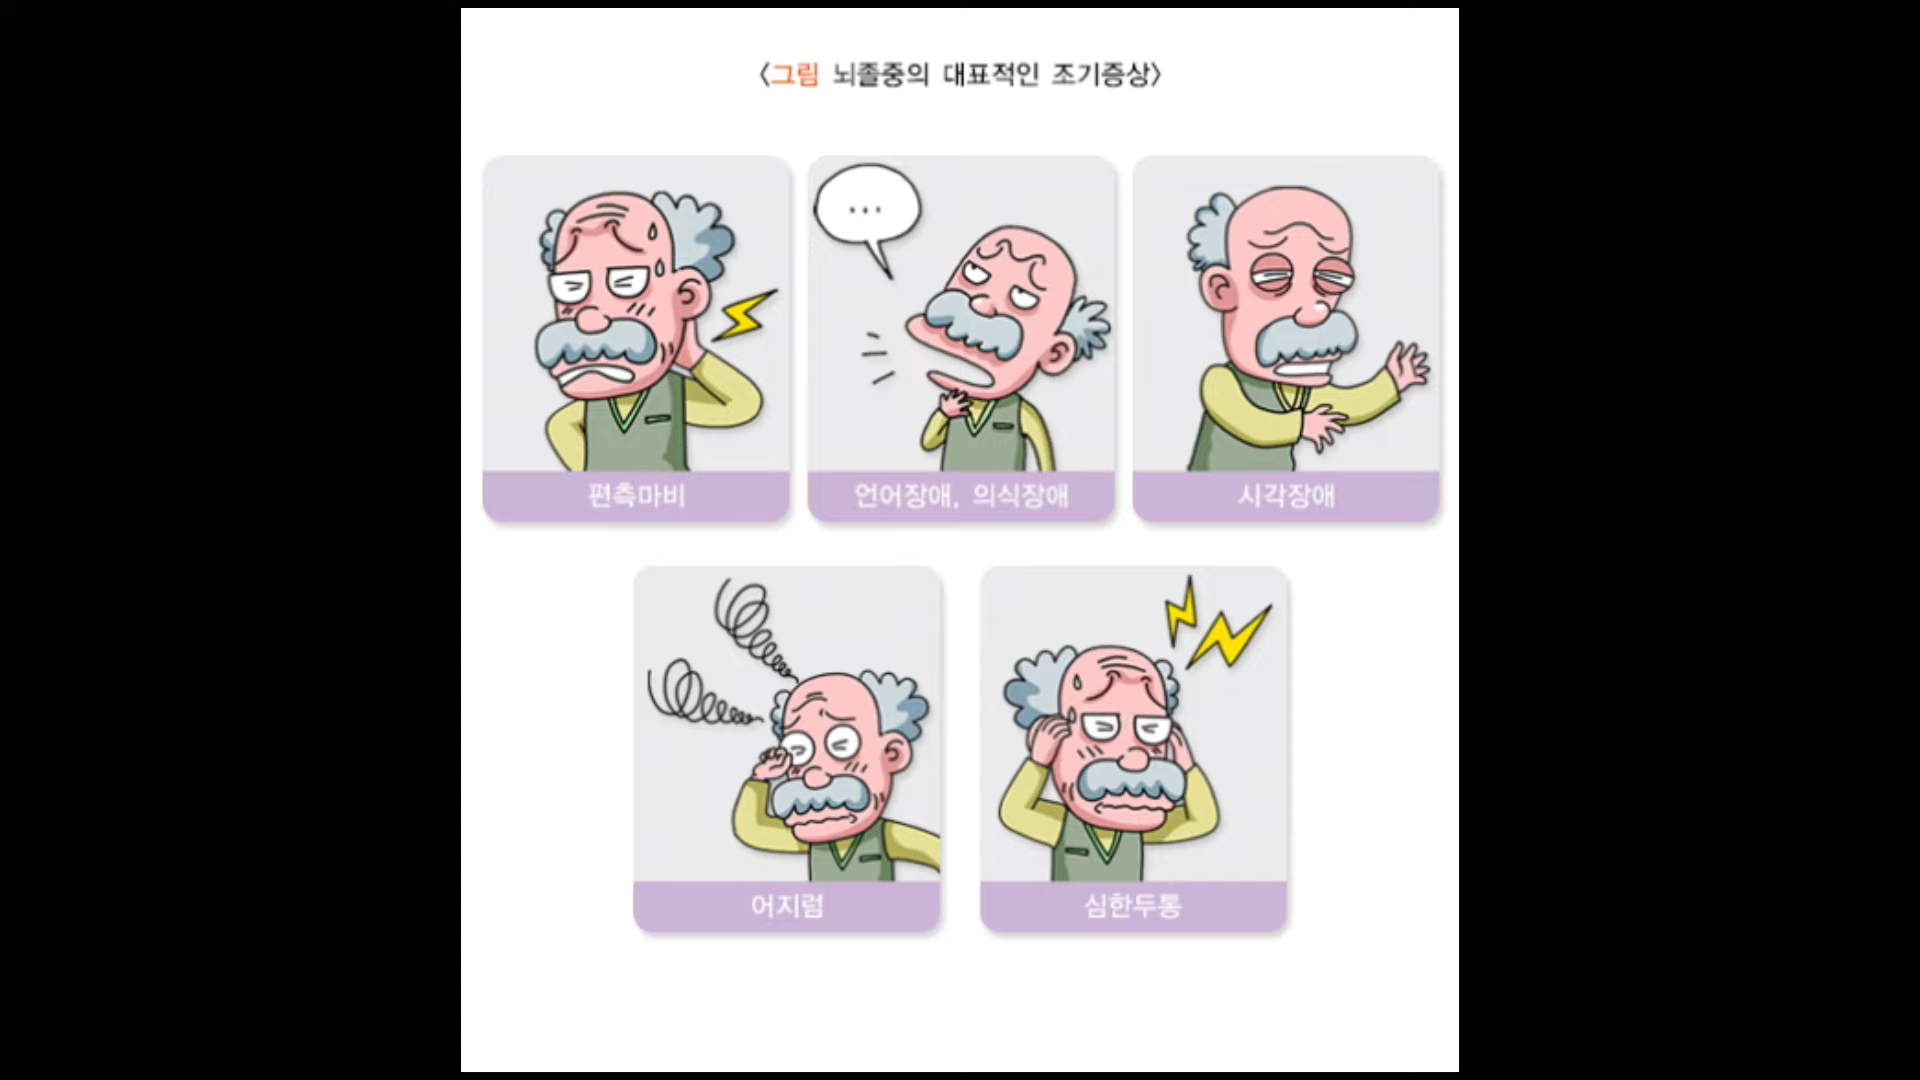 <그림 뇌졸중의 대표적인 조기증상>
...
편측마비
언어장애, 의식장애
시각장애
어지럼
심한두통